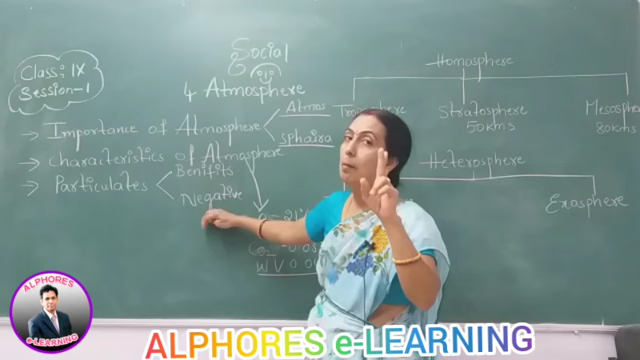 Class: IX
Session-1
Social
4 Atmosphere
→ Importance of Atmosphere
Atmos
Sphaira
→ Characteristics of Atmosphere
→ Particulates
Benifits
Negative
Homosphere
Stratosphere
50kms
80kms
Heterosphere
Exosphere
ALPHORES
e-LEARNING
ALPHORES e-LEARNING